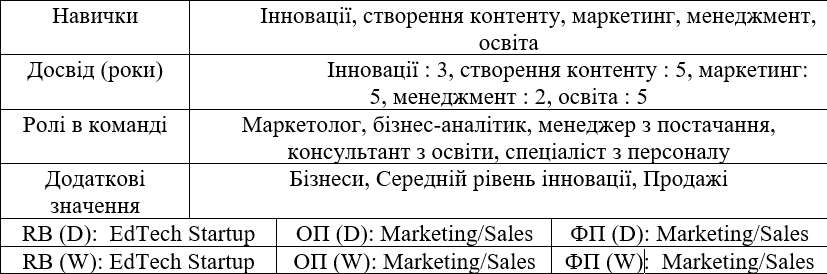 Навички Інновації, створення контенту, маркетинг, менеджмент,
освіта
Досвід (роки) Інновації : 3, створення контенту : 5, маркетинг:
5, менеджмент : 2, освіта : 5
Ролі в команді Маркетолог, бізнес-аналітик, менеджер з постачання,
консультант з освіти, спеціаліст з персоналу
Додаткові Бізнеси, Середній рівень інновації, Продажі
значення
RB (D): EdTech Startup ОП (D): Marketing/Sales ФП (D): Marketing/Sales
RB (W): EdTech Startup ОП (W): Marketing/Sales ФП (W): Marketing/Sales